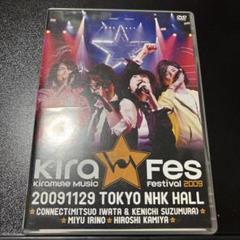 DVD
Kira Fes
Kiramune Music Festival 2009
20091129 TOKYO NHK HALL
CONNECT(MITSUO IWATA & KENICHI SUZUMURA)
MIYU IRINO HIROSHI KAMIYA